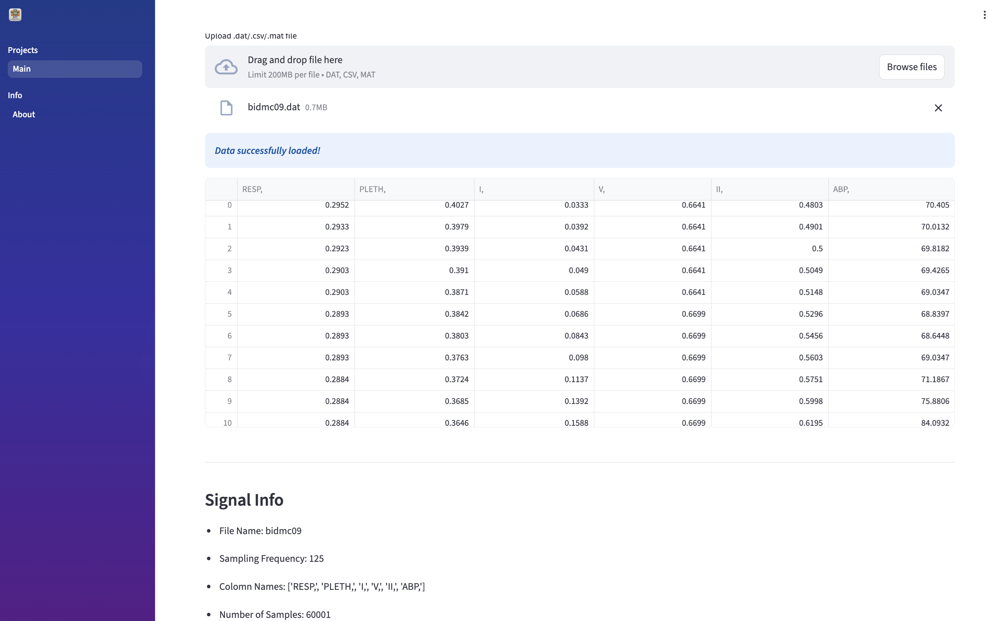 MPT
Projects
Main
Info
About
Upload .dat/.csv/.mat file
Drag and drop file here
Limit 200MB per file • DAT, CSV, MAT
Browse files
bidmc09.dat 0.7MB
Data successfully loaded!
RESP, PLETH, I, V, II, ABP,
0 0.2952 0.4027 0.0333 0.6641 0.4803 70.405
1 0.2933 0.3979 0.0392 0.6641 0.4901 70.0132
2 0.2923 0.3939 0.0431 0.6641 0.5 69.8182
3 0.2903 0.391 0.049 0.6641 0.5049 69.4265
4 0.2903 0.3871 0.0588 0.6641 0.5148 69.0347
5 0.2893 0.3842 0.0686 0.6699 0.5296 68.8397
6 0.2893 0.3803 0.0843 0.6699 0.5456 68.6448
7 0.2893 0.3763 0.098 0.6699 0.5603 69.0347
8 0.2884 0.3724 0.1137 0.6699 0.5751 71.1867
9 0.2884 0.3685 0.1392 0.6699 0.5998 75.8806
10 0.2884 0.3646 0.1588 0.6699 0.6195 84.0932
Signal Info
• File Name: bidmc09
• Sampling Frequency: 125
• Colomn Names: ['RESP,', 'PLETH,', 'I,', 'V,', 'II,', 'ABP,']
• Number of Samples: 60001